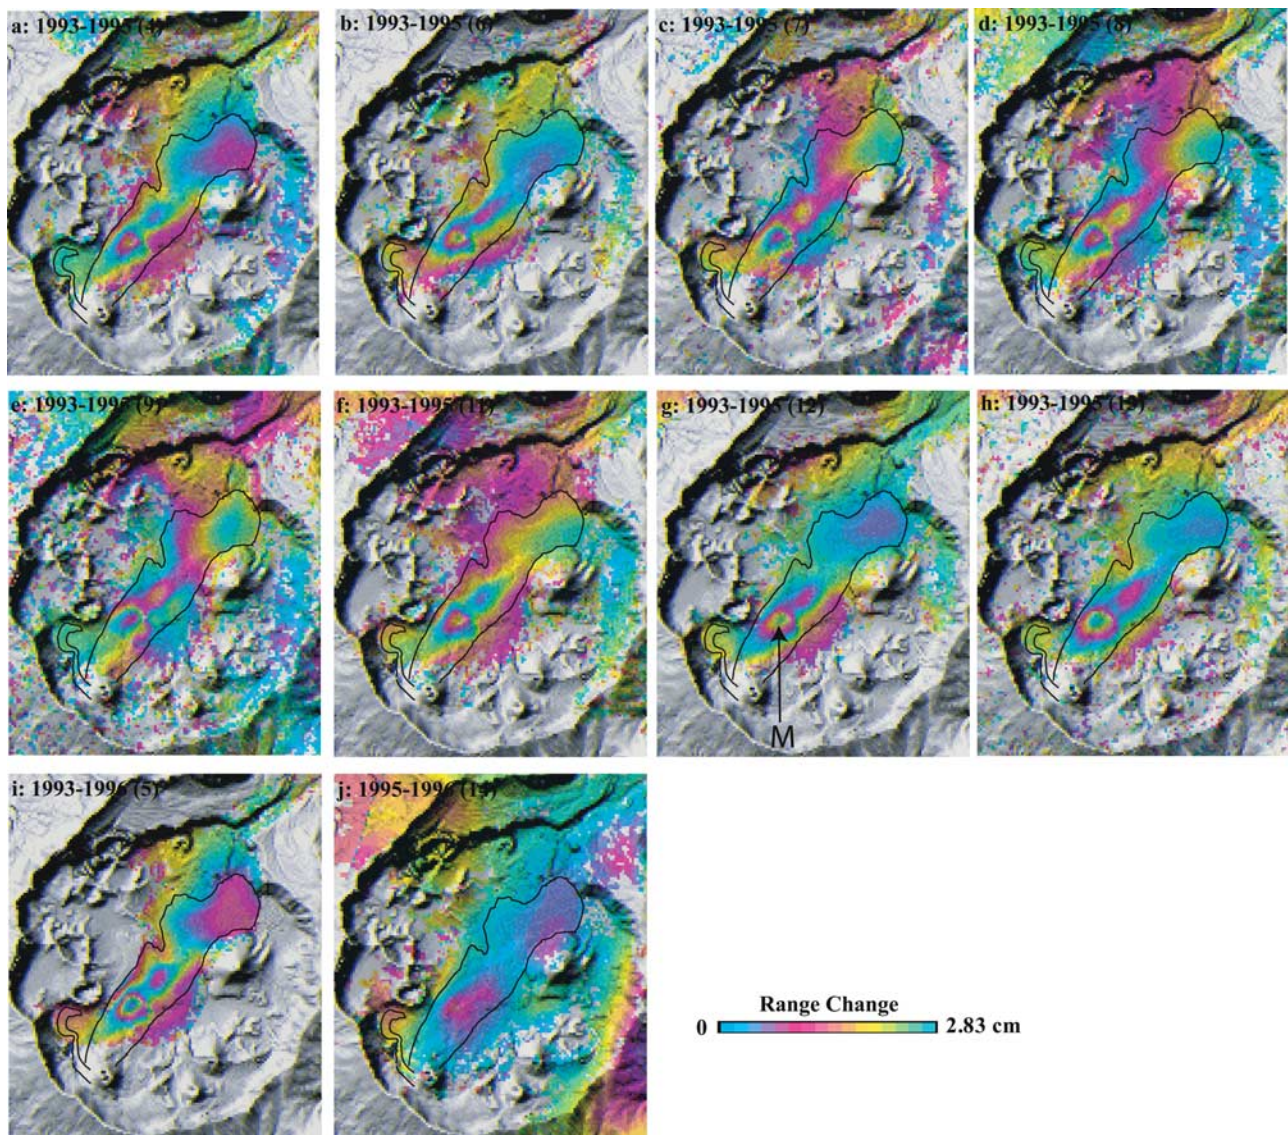 a: 1993-1995 (4)
b: 1993-1995 (6)
c: 1993-1995 (7)
d: 1993-1995 (8)
e: 1993-1995 (9)
f: 1993-1995 (11)
g: 1993-1995 (12)
h: 1993-1995 (13)
M
i: 1993-1996 (5)
j: 1995-1996 (14)
Range Change
0 2.83 cm